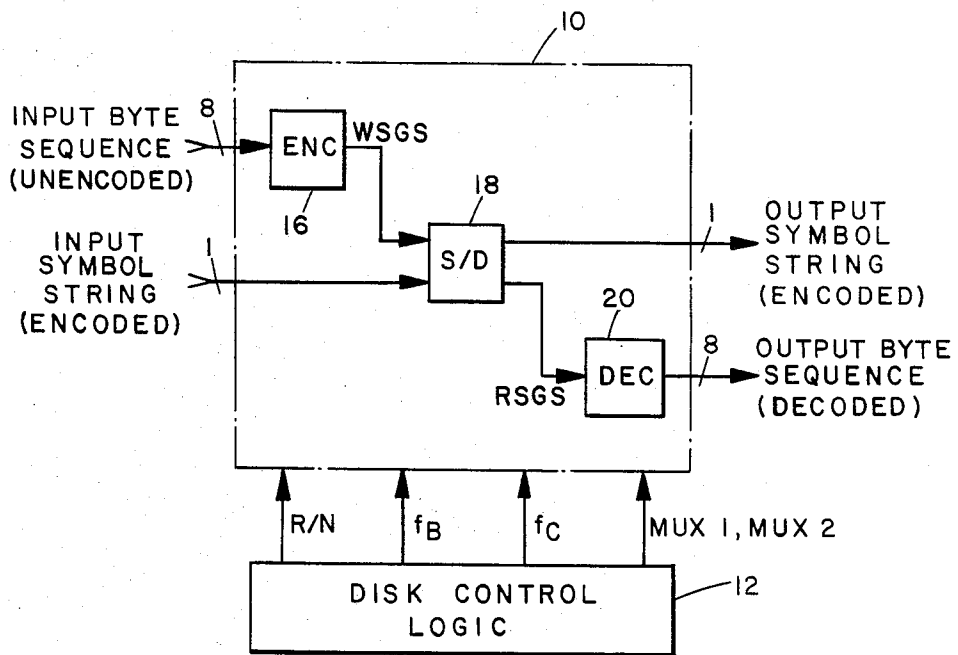 10
INPUT BYTE
SEQUENCE
(UNENCODED)
8
ENC
16
WSGS
18
S/D
INPUT
SYMBOL
STRING
(ENCODED)
1
1
OUTPUT
SYMBOL
STRING
(ENCODED)
20
DEC
RSGS
8
OUTPUT BYTE
SEQUENCE
(DECODED)
R/N
fB
fC
MUX 1, MUX 2
DISK CONTROL
LOGIC
12